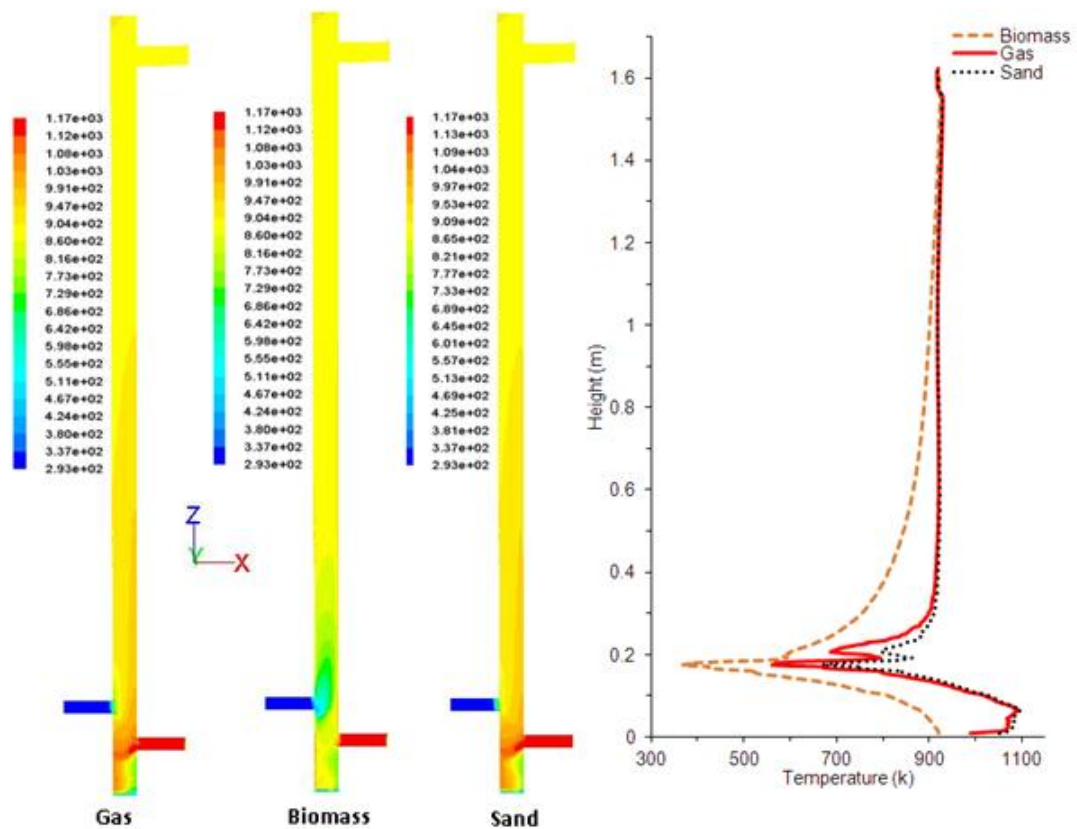 1.17e+03
1.12e+03
1.08e+03
1.03e+03
9.91e+02
9.47e+02
9.04e+02
8.60e+02
8.16e+02
7.73e+02
7.29e+02
6.86e+02
6.42e+02
5.98e+02
5.55e+02
5.11e+02
4.67e+02
4.24e+02
3.80e+02
3.37e+02
2.93e+02
Gas
1.17e+03
1.12e+03
1.08e+03
1.03e+03
9.91e+02
9.47e+02
9.04e+02
8.60e+02
8.16e+02
7.73e+02
7.29e+02
6.86e+02
6.42e+02
5.98e+02
5.55e+02
5.11e+02
4.67e+02
4.24e+02
3.80e+02
3.37e+02
2.93e+02
Z
Y
X
Biomass
1.17e+03
1.13e+03
1.09e+03
1.04e+03
9.97e+02
9.53e+02
9.09e+02
8.65e+02
8.21e+02
7.77e+02
7.33e+02
6.89e+02
6.45e+02
6.01e+02
5.57e+02
5.13e+02
4.69e+02
4.25e+02
3.81e+02
3.37e+02
2.93e+02
Sand
Biomass
Gas
Sand
1.6
1.4
1.2
1
0.8
0.6
0.4
0.2
0
Height (m)
300
500
700
900
1100
Temperature (k)